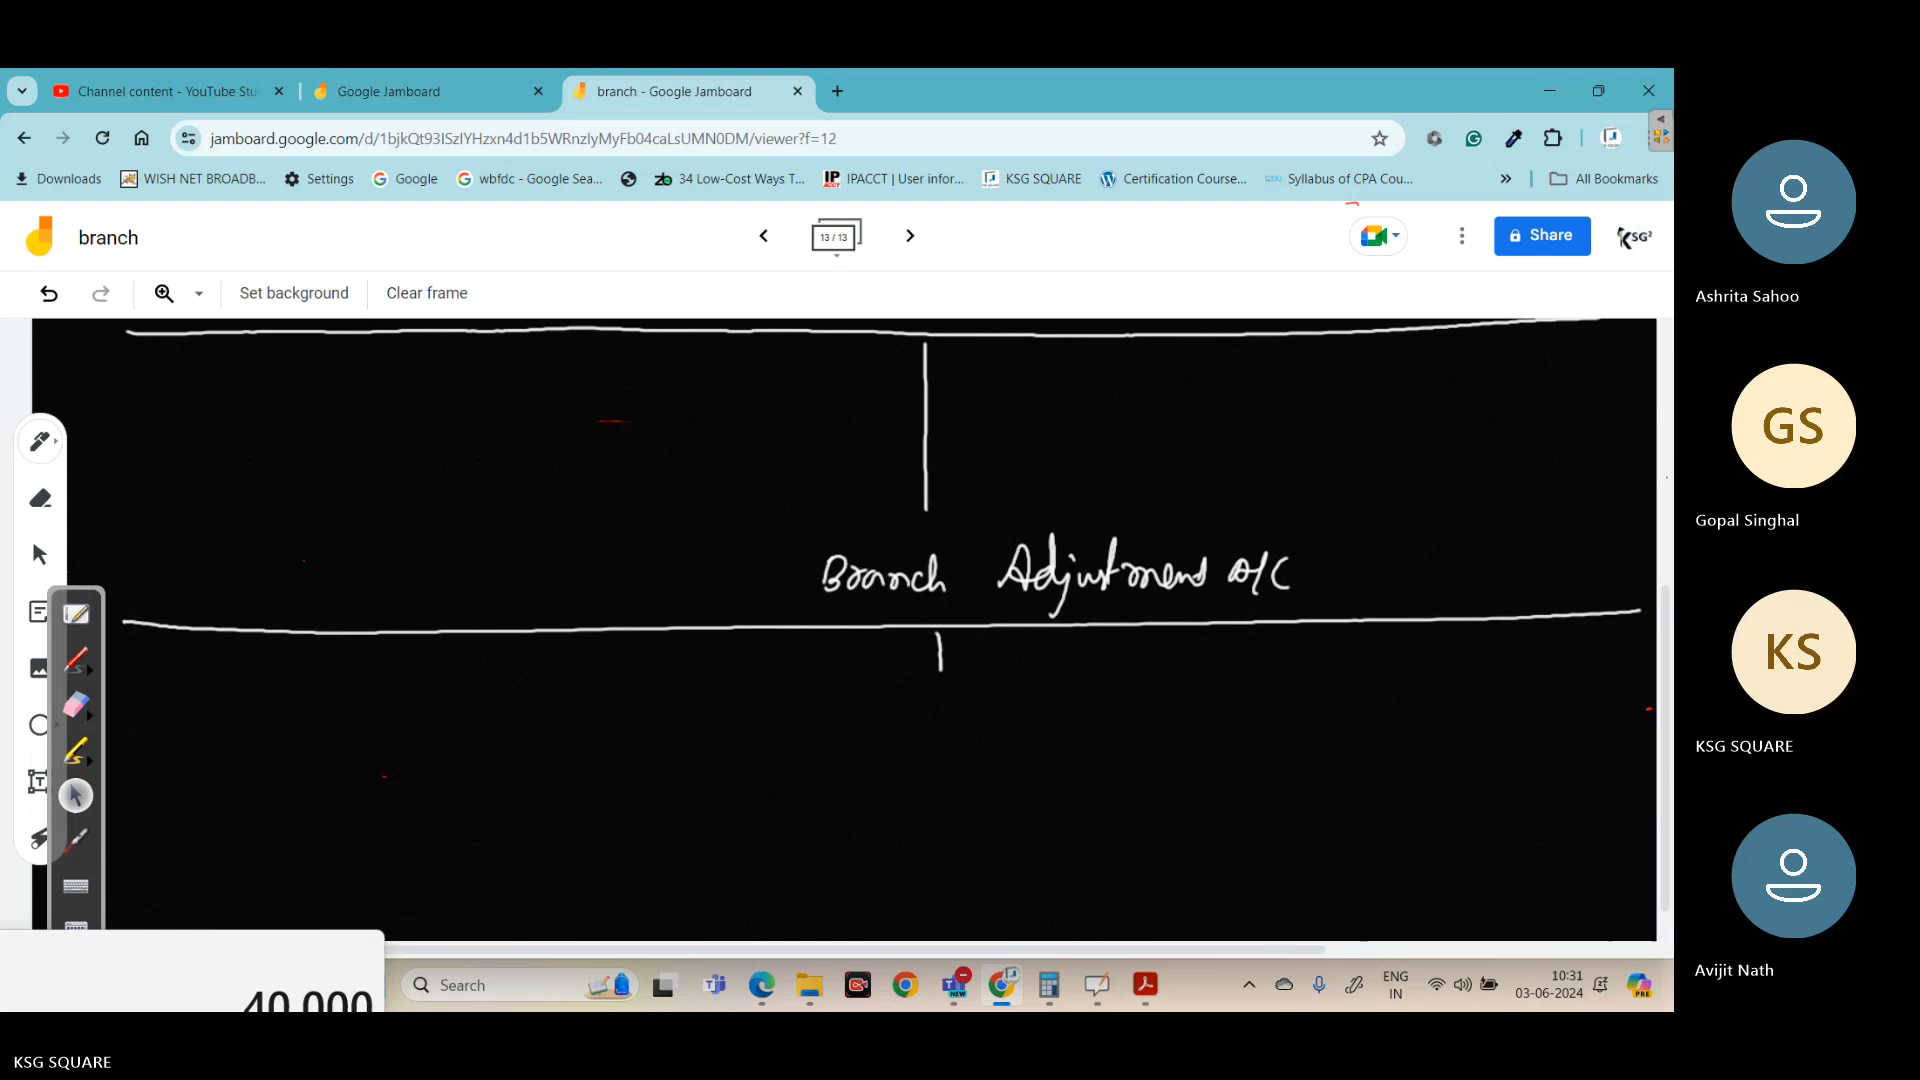 Channel content - YouTube Stu
Google Jamboard
branch - Google Jamboard
jamboard.google.com/d/1bjkQt93ISzIYHzxn4d1b5WRnzIyMyFb04caLsUMN0DM/viewer?f=12
Downloads
WISH NET BROADB...
Settings
Google
wbfdc - Google Sea...
34 Low-Cost Ways T...
IPACCT | User infor...
KSG SQUARE
Certification Course...
Syllabus of CPA Cou...
All Bookmarks
branch
13 / 13
Share
KSG²
Set background
Clear frame
Branch Adjustment A/C
40,000
Search
ENG
IN
10:31
03-06-2024
Ashrita Sahoo
GS
Gopal Singhal
KS
KSG SQUARE
Avijit Nath
KSG SQUARE